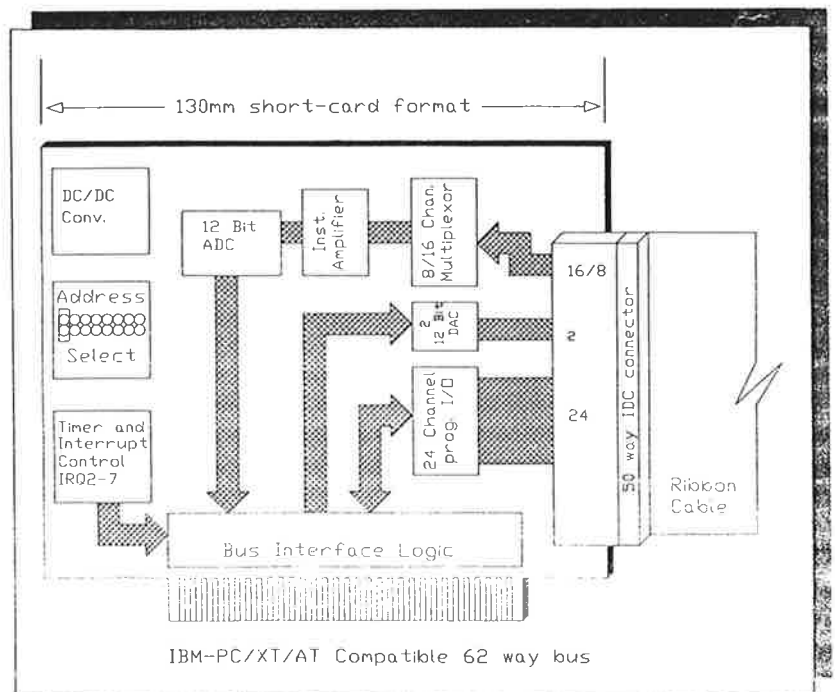 130mm short-card format
DC/DC
Conv.
12 Bit
ADC
Inst.
Amplifier
8/16 Chan.
Multiplexor
16/8
Address
Select
2
12 Bit
DAC
2
24 Channel
prog. I/O
24
50 way IDC connector
Timer and
Interrupt
Control
IRQ2-7
Ribbon
Cable
Bus Interface Logic
IBM-PC/XT/AT Compatible 62 way bus